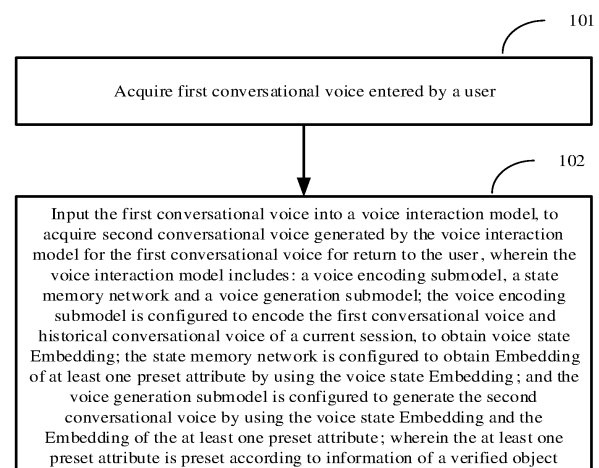 101
Acquire first conversational voice entered by a user
102
Input the first conversational voice into a voice interaction model, to
acquire second conversational voice generated by the voice interaction
model for the first conversational voice for return to the user, wherein the
voice interaction model includes: a voice encoding submodel, a state
memory network and a voice generation submodel; the voice encoding
submodel is configured to encode the first conversational voice and
historical conversational voice of a current session, to obtain voice state
Embedding; the state memory network is configured to obtain Embedding
of at least one preset attribute by using the voice state Embedding; and the
voice generation submodel is configured to generate the second
conversational voice by using the voice state Embedding and the
Embedding of the at least one preset attribute; wherein the at least one
preset attribute is preset according to information of a verified object